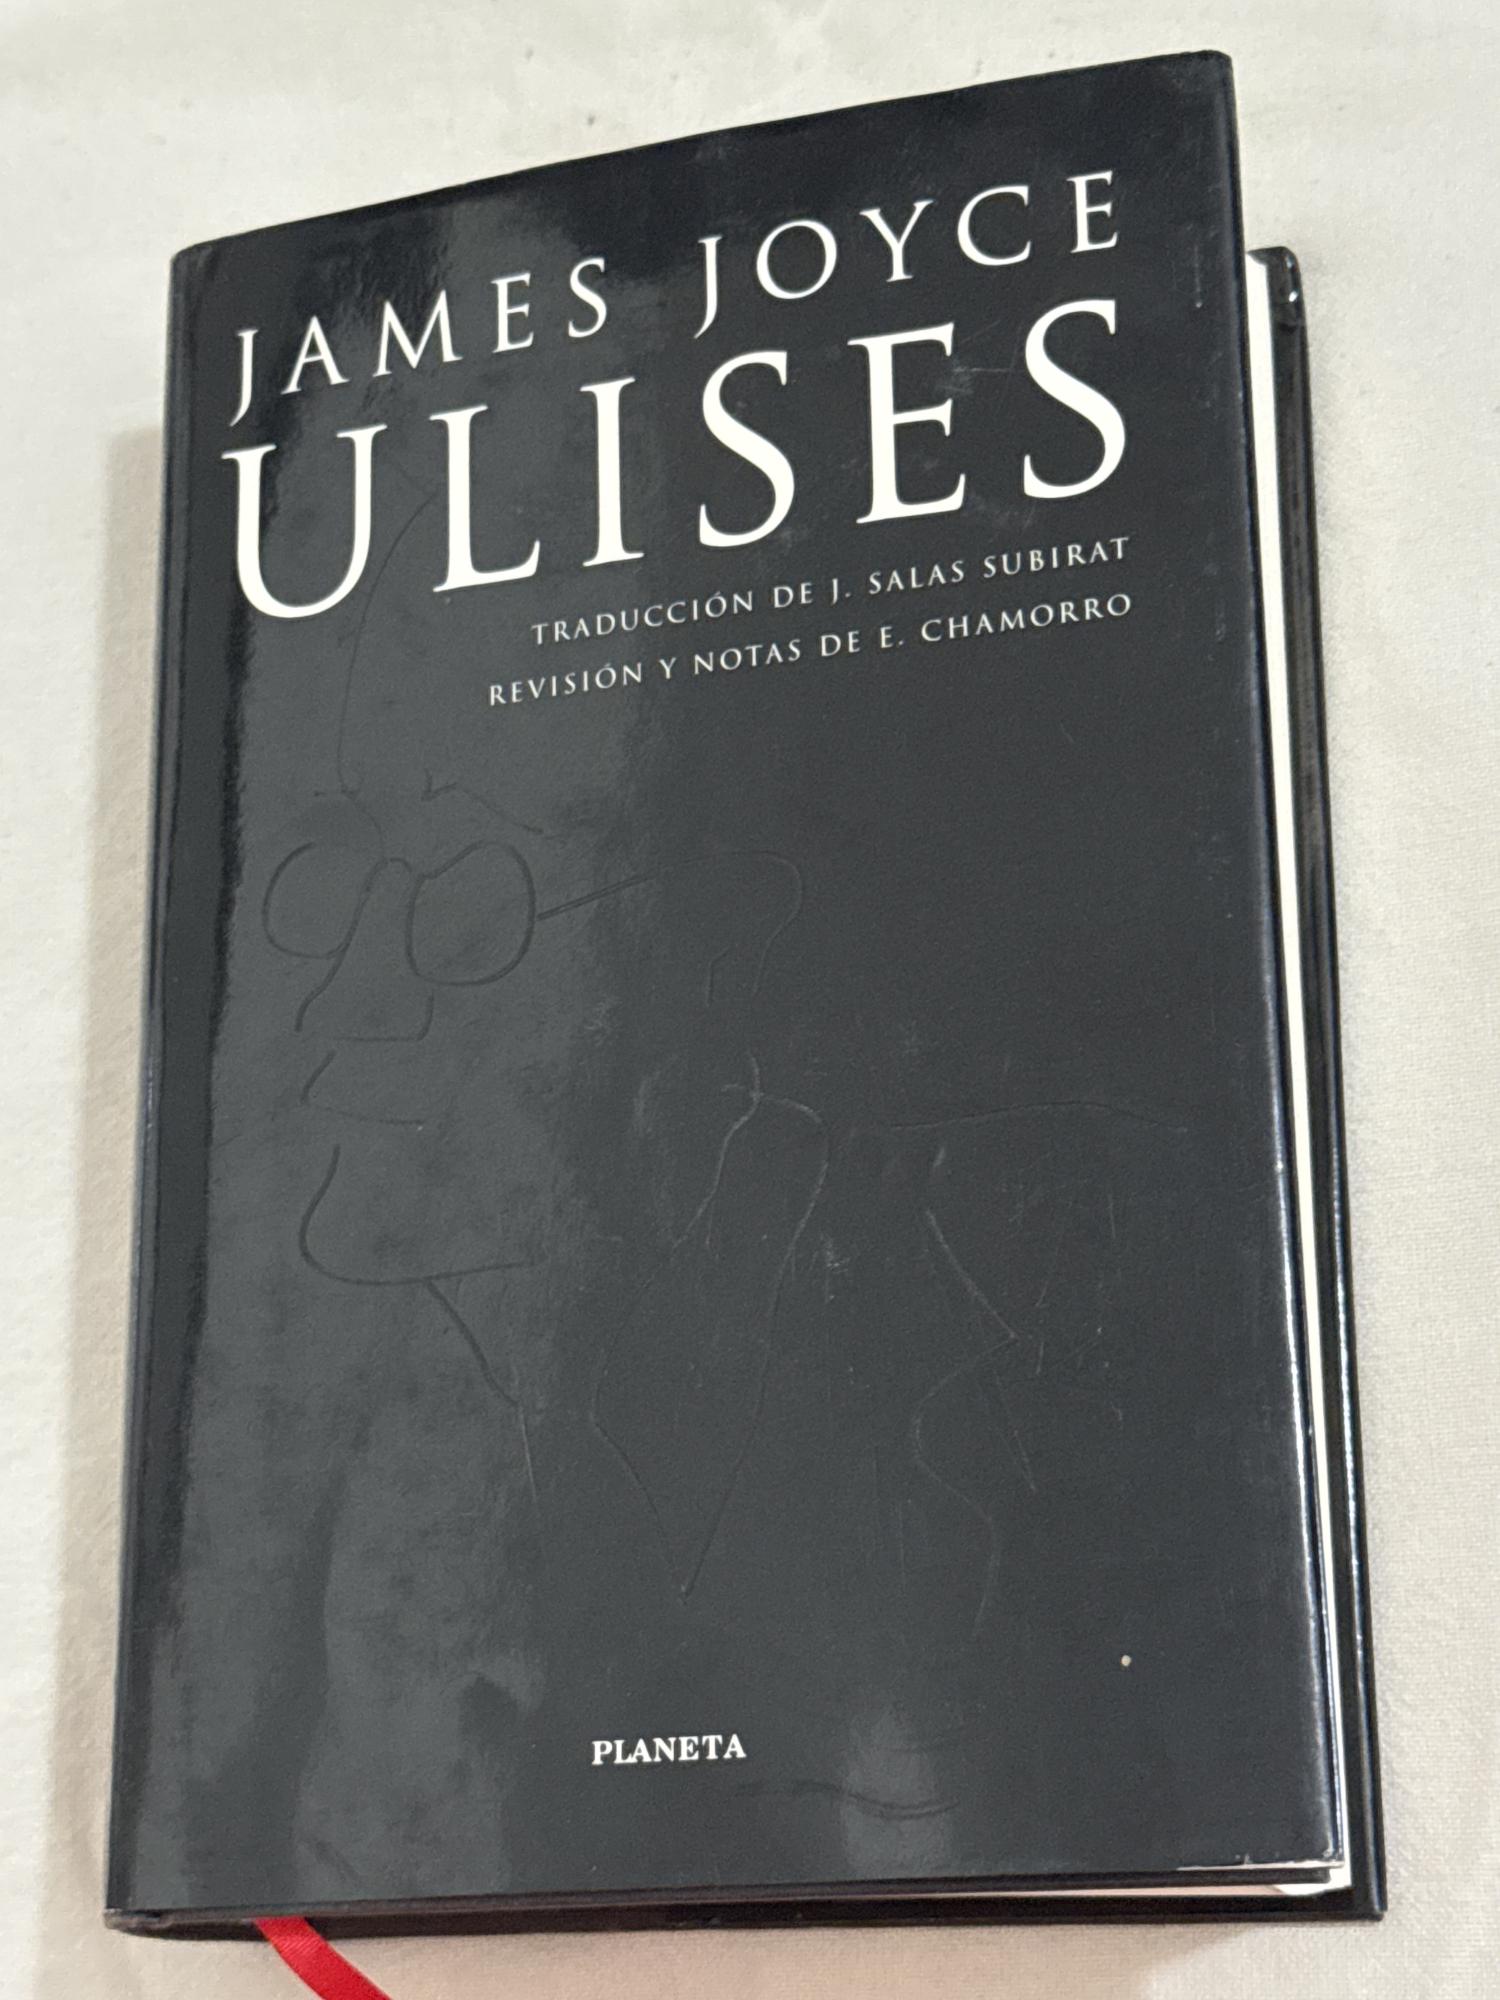 JAMES JOYCE
ULISES
TRADUCCIÓN DE J. SALAS SUBIRAT
REVISIÓN Y NOTAS DE E. CHAMORRO
PLANETA